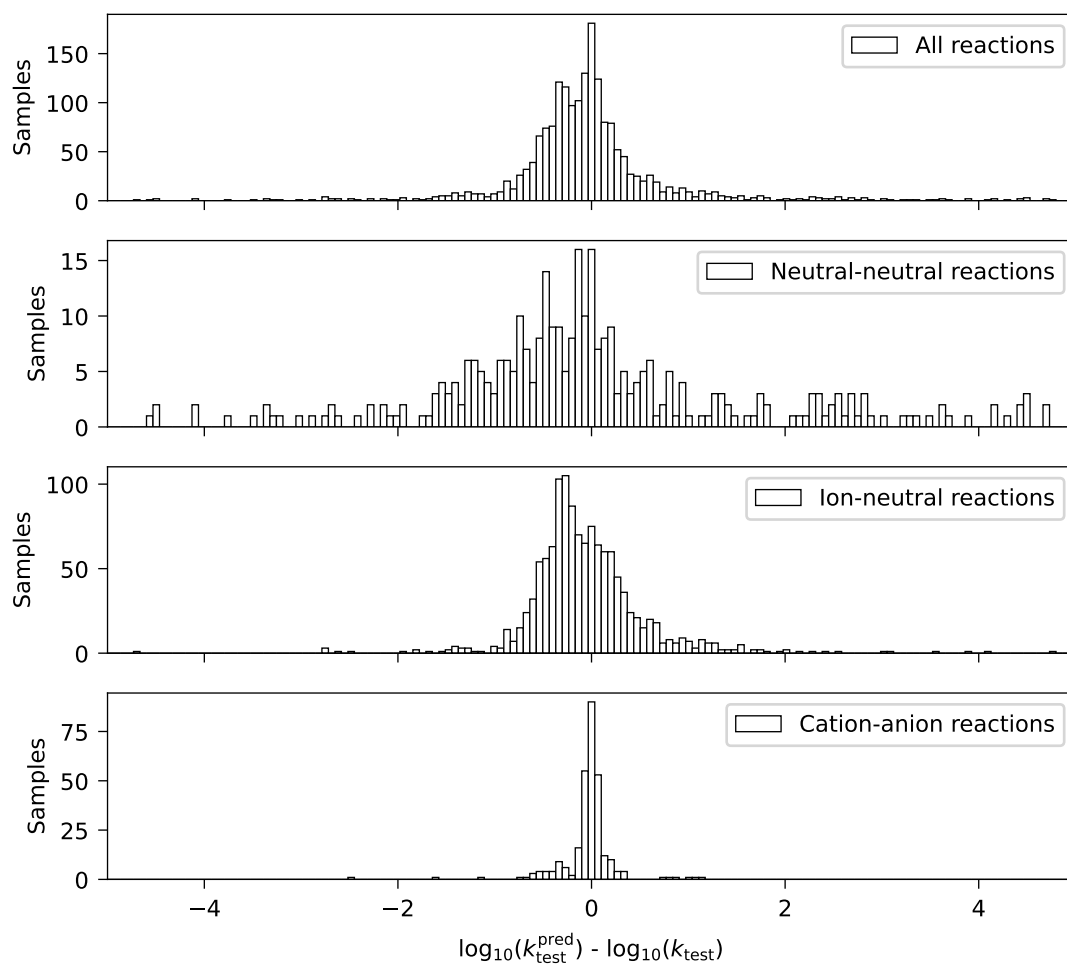 All reactions
Samples
150
100
50
0
Neutral-neutral reactions
Samples
15
10
5
0
Ion-neutral reactions
Samples
100
50
0
Cation-anion reactions
Samples
75
50
25
0
−4 −2 0 2 4
log₁₀(k_test^pred) - log₁₀(k_test)